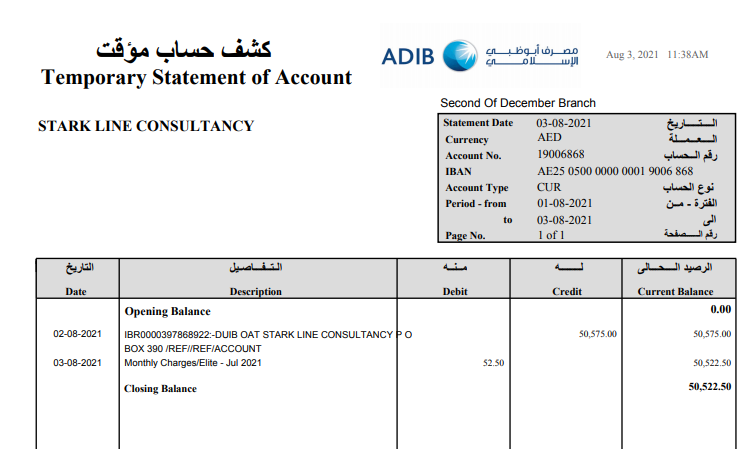 كشف حساب مؤقت
Temporary Statement of Account
ADIB مصرف أبوظبي الإسلامي
Aug 3, 2021 11:38AM
STARK LINE CONSULTANCY
Second Of December Branch
Statement Date 03-08-2021 التاريخ
Currency AED العملة
Account No. 19006868 رقم الحساب
IBAN AE25 0500 0000 0001 9006 868
Account Type CUR نوع الحساب
Period - from 01-08-2021 الفترة - من
to 03-08-2021 الى
Page No. 1 of 1 رقم الصفحة
التاريخ التفاصيل منه له الرصيد الحالى
Date Description Debit Credit Current Balance
Opening Balance 0.00
02-08-2021 IBR0000397868922:-DUIB OAT STARK LINE CONSULTANCY P O 50,575.00 50,575.00
BOX 390 /REF//REF/ACCOUNT
03-08-2021 Monthly Charges/Elite - Jul 2021 52.50 50,522.50
Closing Balance 50,522.50